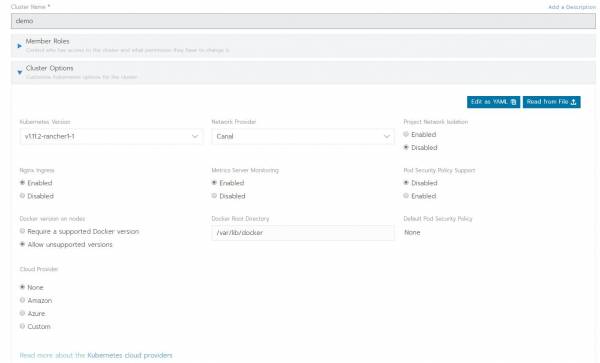 Cluster Name *
Add a Description
demo
Member Roles
Control who has access to the cluster and what permission they have to change it.
Cluster Options
Customize Kubernetes options for the cluster
Edit as YAML
Read from File
Kubernetes Version
Network Provider
Project Network Isolation
v1.11.2-rancher1-1
Canal
Enabled
Disabled
Nginx Ingress
Metrics Server Monitoring
Pod Security Policy Support
Enabled
Enabled
Disabled
Disabled
Disabled
Enabled
Docker version on nodes
Docker Root Directory
Default Pod Security Policy
Require a supported Docker version
/var/lib/docker
None
Allow unsupported versions
Cloud Provider
None
Amazon
Azure
Custom
Read more about the Kubernetes cloud providers